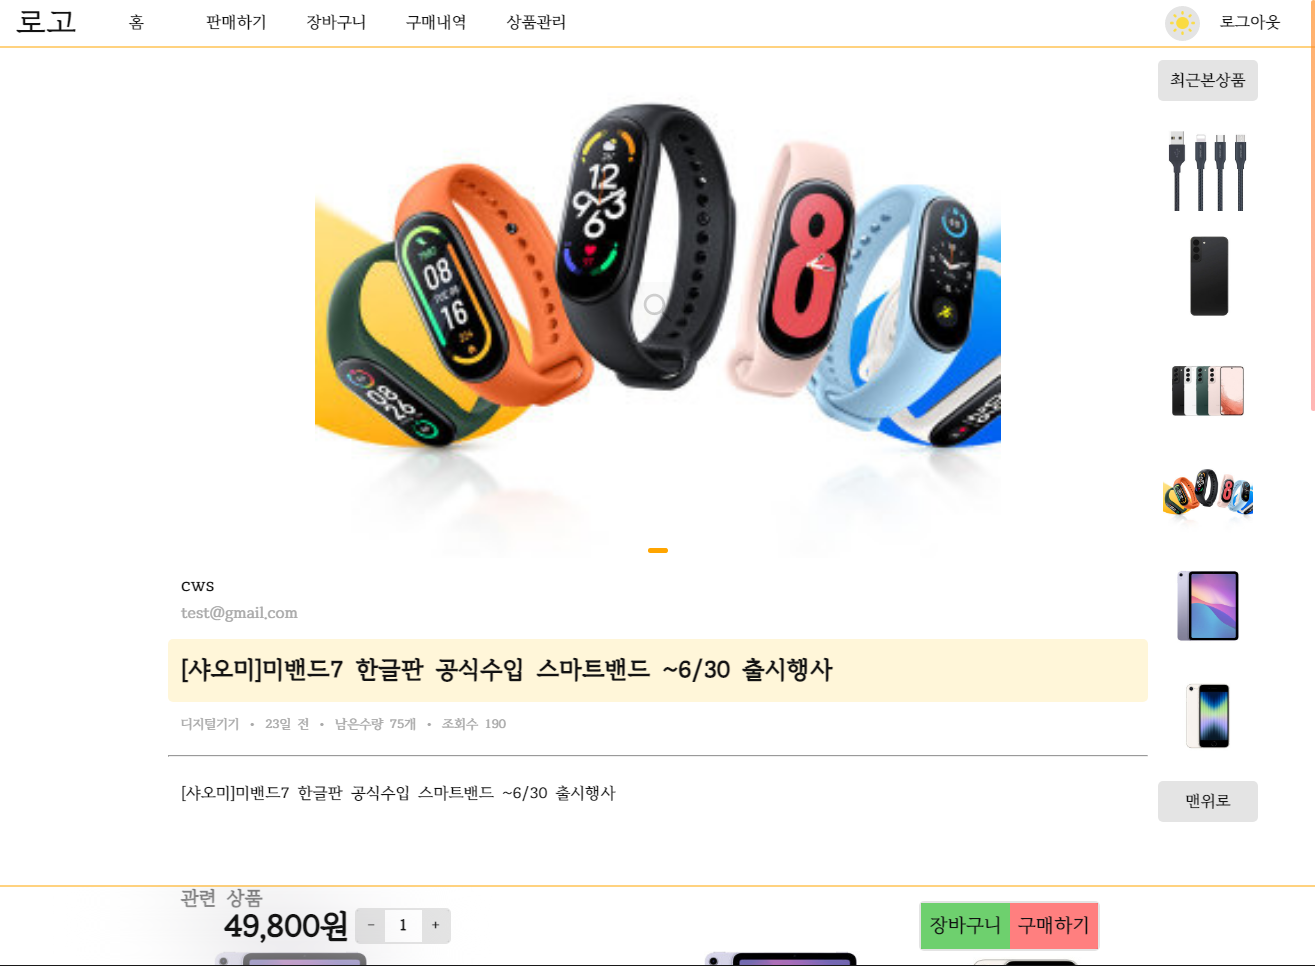 로고 홈 판매하기 장바구니 구매내역 상품관리 로그아웃
최근본상품
12
08
16
6
8
cws
test@gmail.com
[샤오미]미밴드7 한글판 공식수입 스마트밴드 ~6/30 출시행사
디지털기기 • 23일 전 • 남은수량 75개 • 조회수 190
[샤오미]미밴드7 한글판 공식수입 스마트밴드 ~6/30 출시행사
맨위로
관련 상품
49,800원 - 1 + 장바구니 구매하기